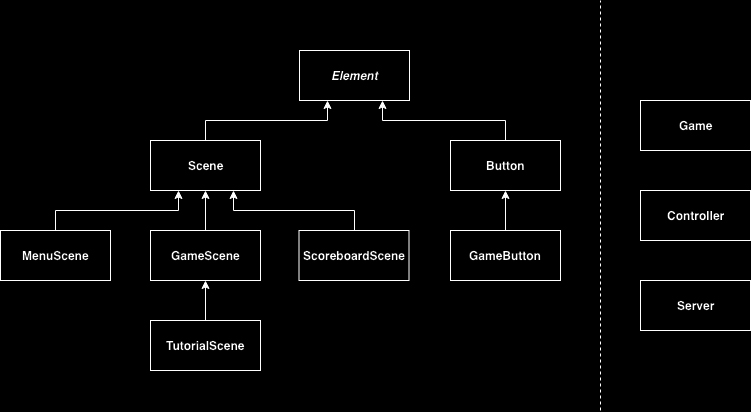 Element
Game
Scene
Button
Controller
MenuScene
GameScene
ScoreboardScene
GameButton
Server
TutorialScene